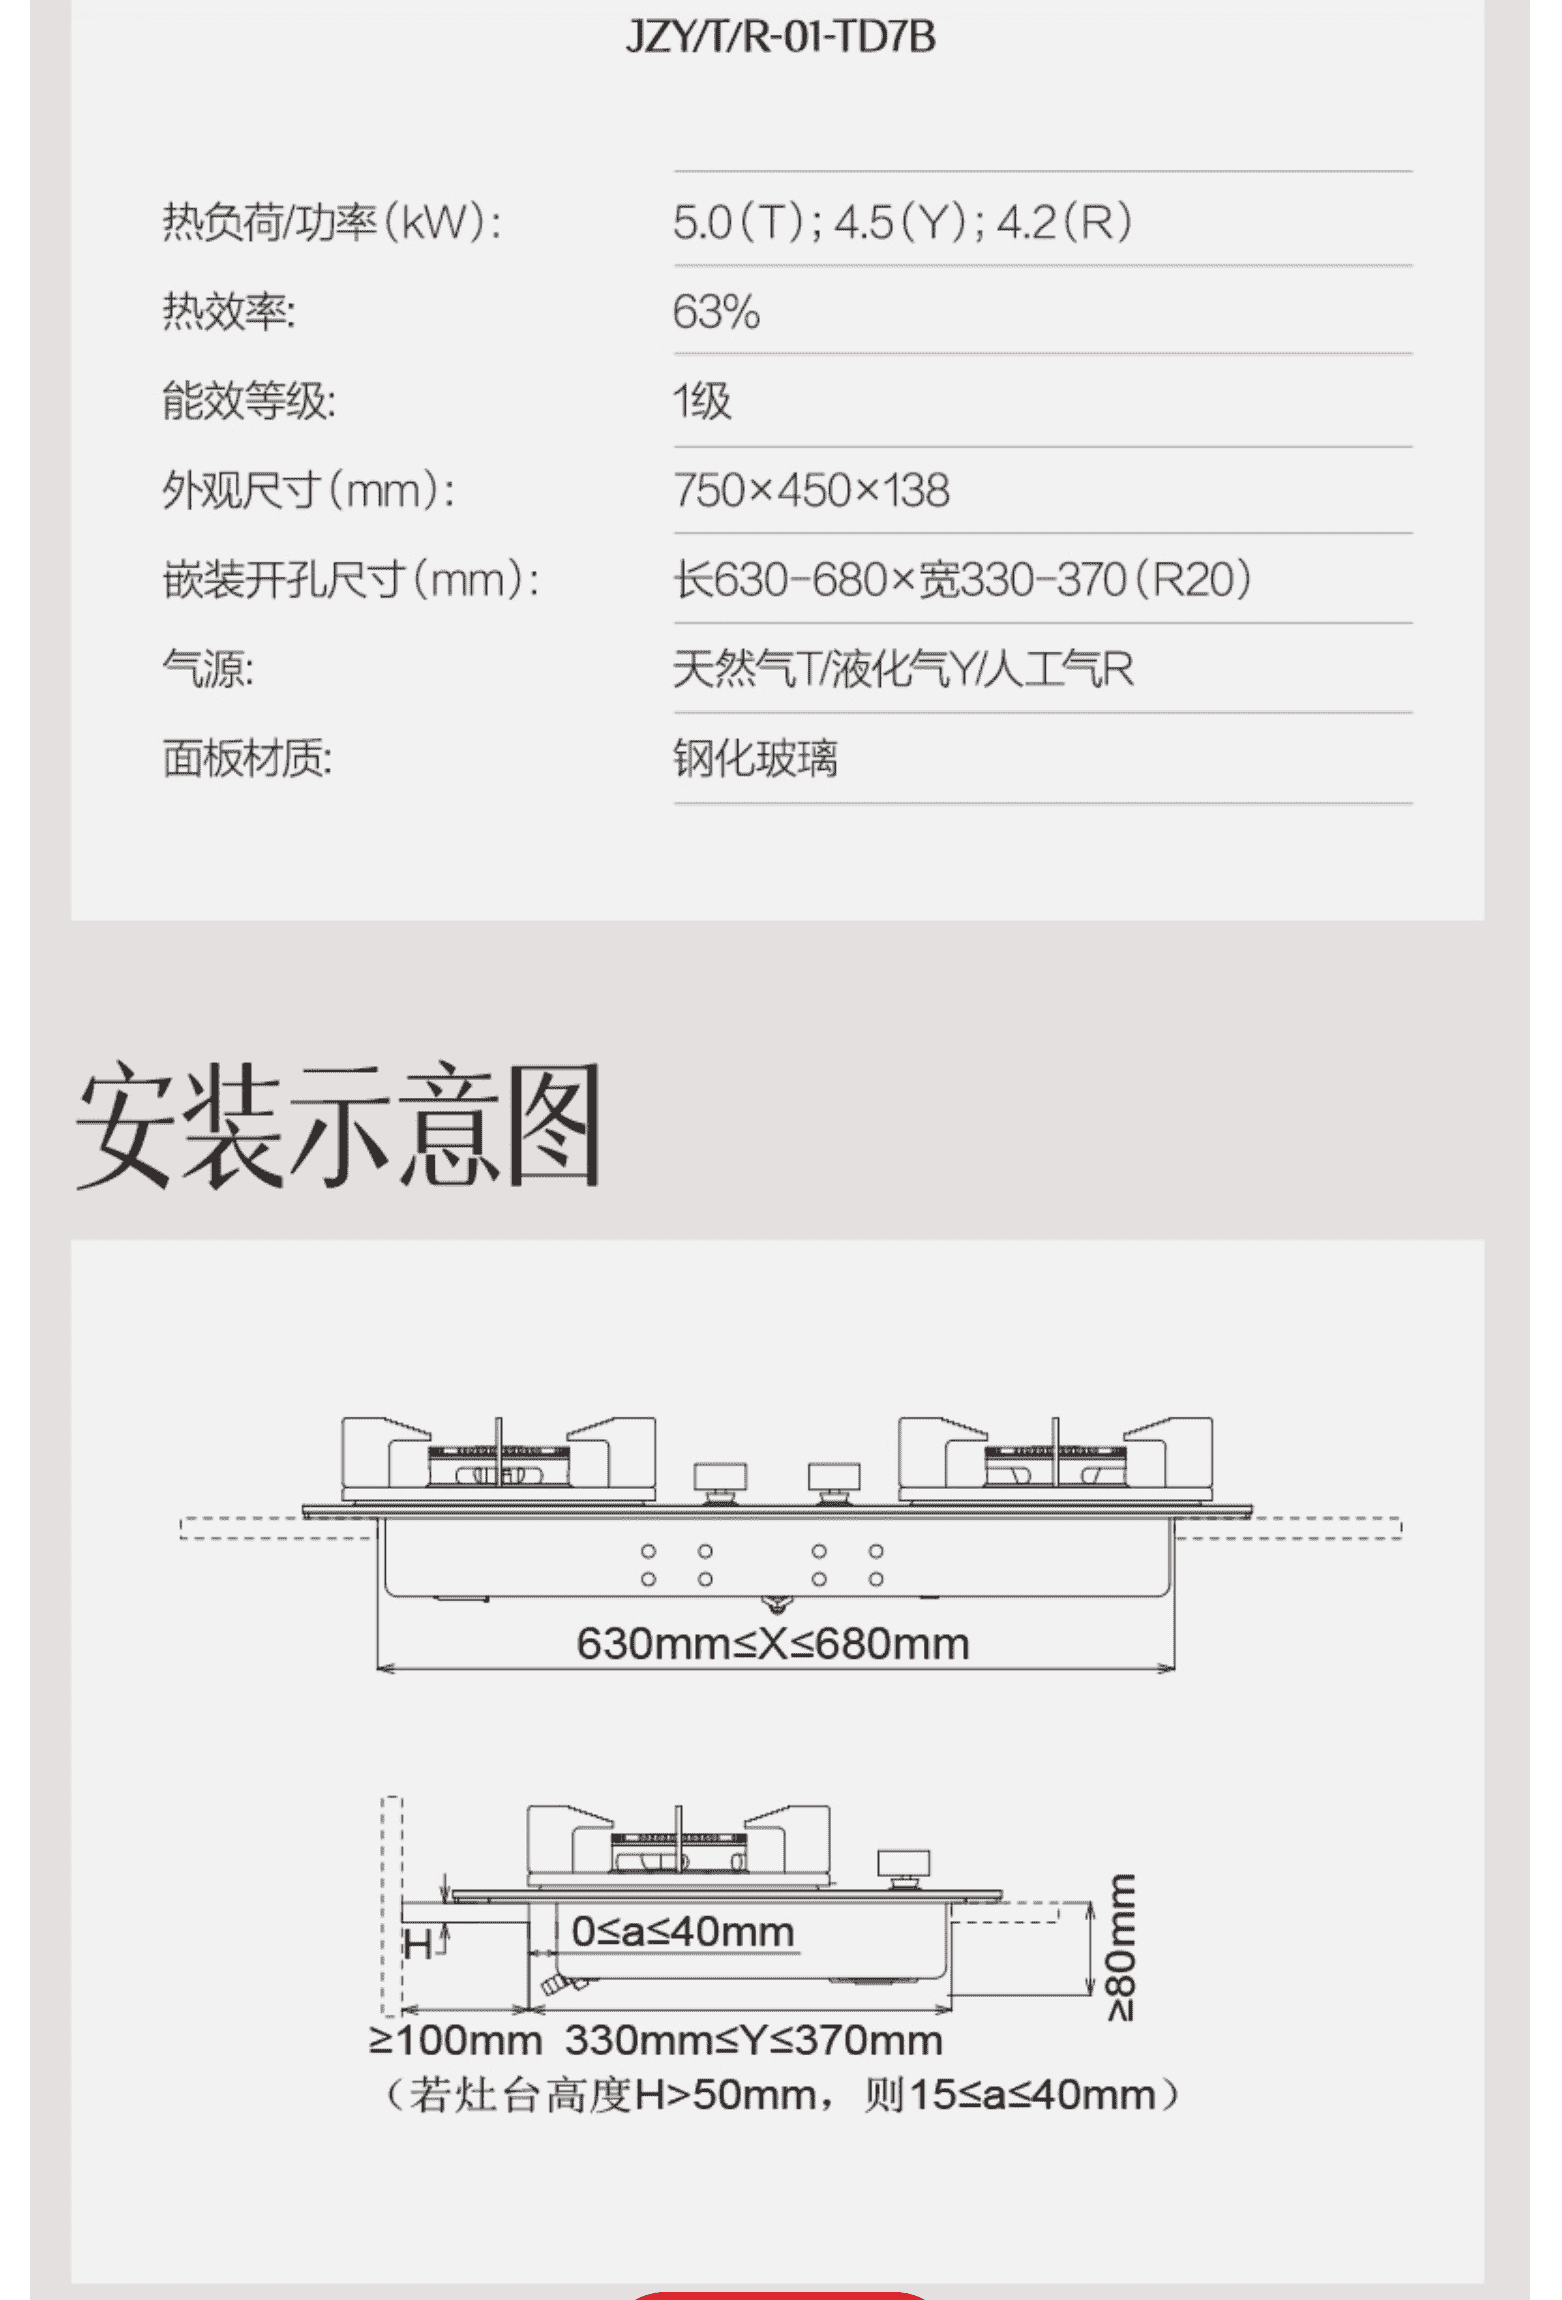 JZY/T/R-01-TD7B
热负荷/功率(kW): 5.0(T); 4.5(Y); 4.2(R)
热效率: 63%
能效等级: 1级
外观尺寸(mm): 750×450×138
嵌装开孔尺寸(mm): 长630-680×宽330-370(R20)
气源: 天然气T/液化气Y/人工气R
面板材质: 钢化玻璃
安装示意图
630mm≤X≤680mm
0≤a≤40mm
H
≥80mm
≥100mm 330mm≤Y≤370mm
（若灶台高度H>50mm，则15≤a≤40mm）